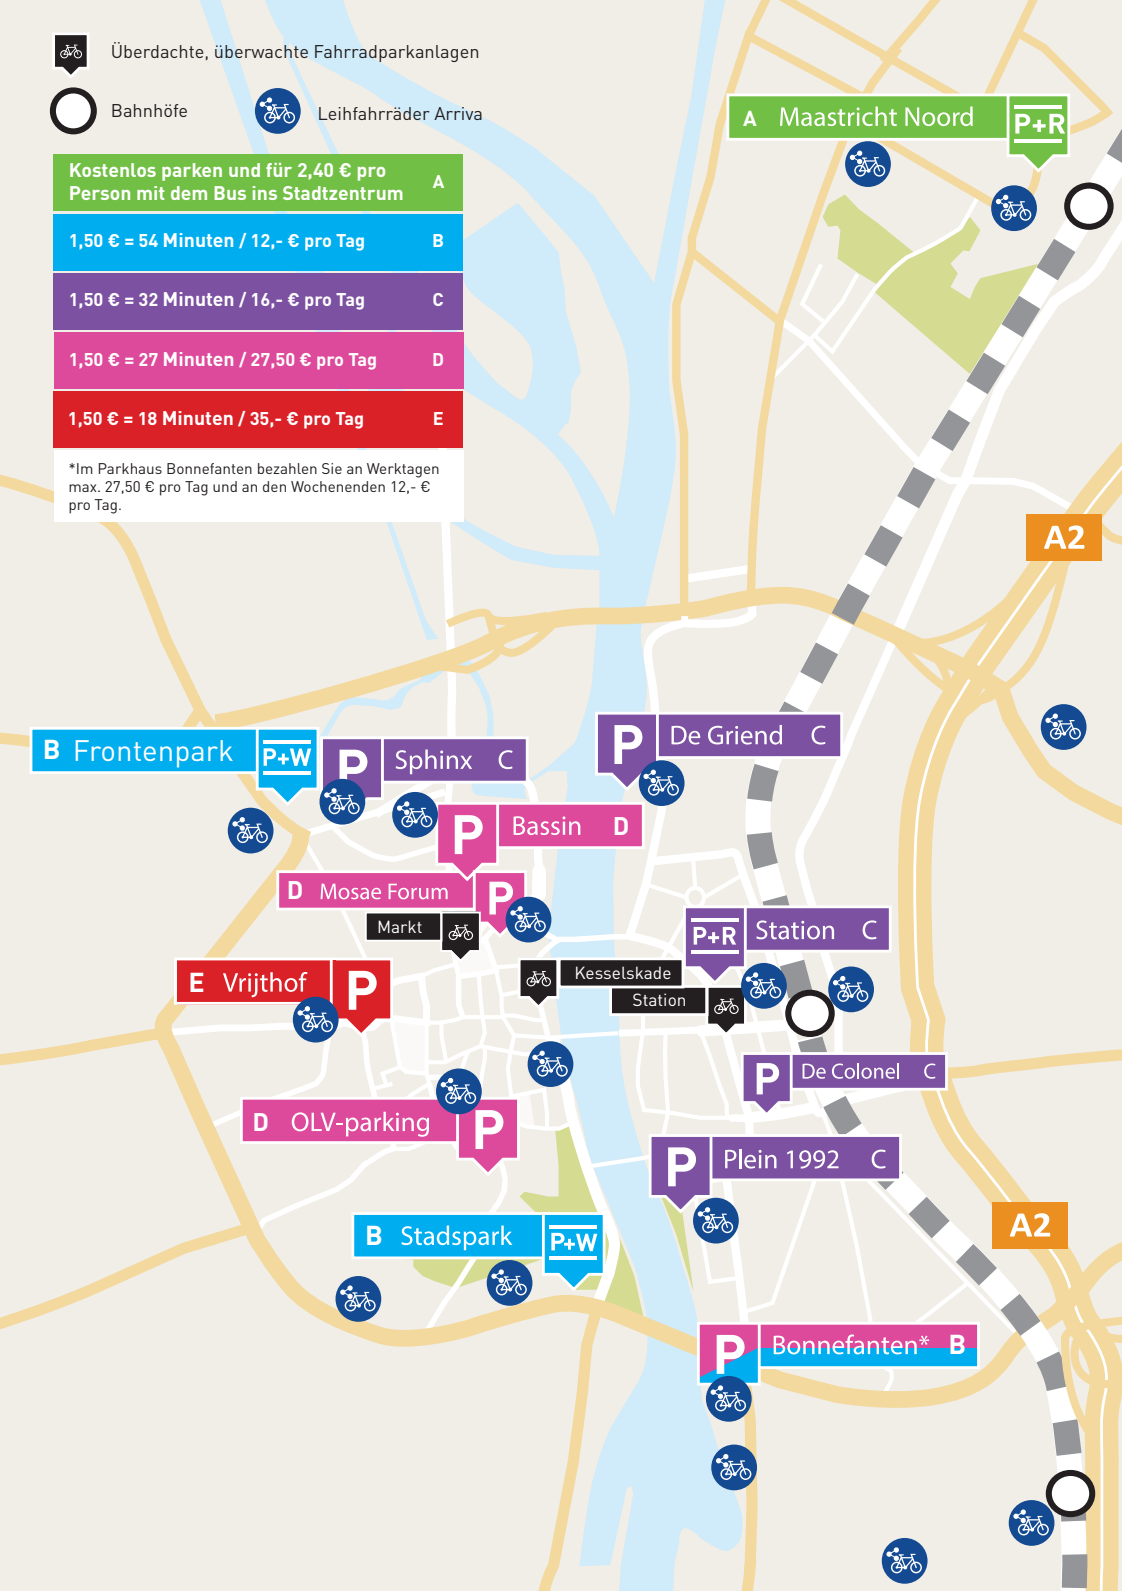 Überdachte, überwachte Fahrradparkanlagen
Bahnhöfe
Leihfahrräder Arriva
Kostenlos parken und für 2,40 € pro
Person mit dem Bus ins Stadtzentrum
A
1,50 € = 54 Minuten / 12,- € pro Tag B
1,50 € = 32 Minuten / 16,- € pro Tag C
1,50 € = 27 Minuten / 27,50 € pro Tag D
1,50 € = 18 Minuten / 35,- € pro Tag E
*Im Parkhaus Bonnefanten bezahlen Sie an Werktagen
max. 27,50 € pro Tag und an den Wochenenden 12,- €
pro Tag.
A Maastricht Noord P+R
A2
B Frontenpark P+W
P Sphinx C
P De Griend C
P Bassin D
D Mosae Forum P
Markt
P+R Station C
E Vrijthof P
Kesselskade
Station
P De Colonel C
D OLV-parking P
P Plein 1992 C
A2
B Stadspark P+W
P Bonnefanten* B